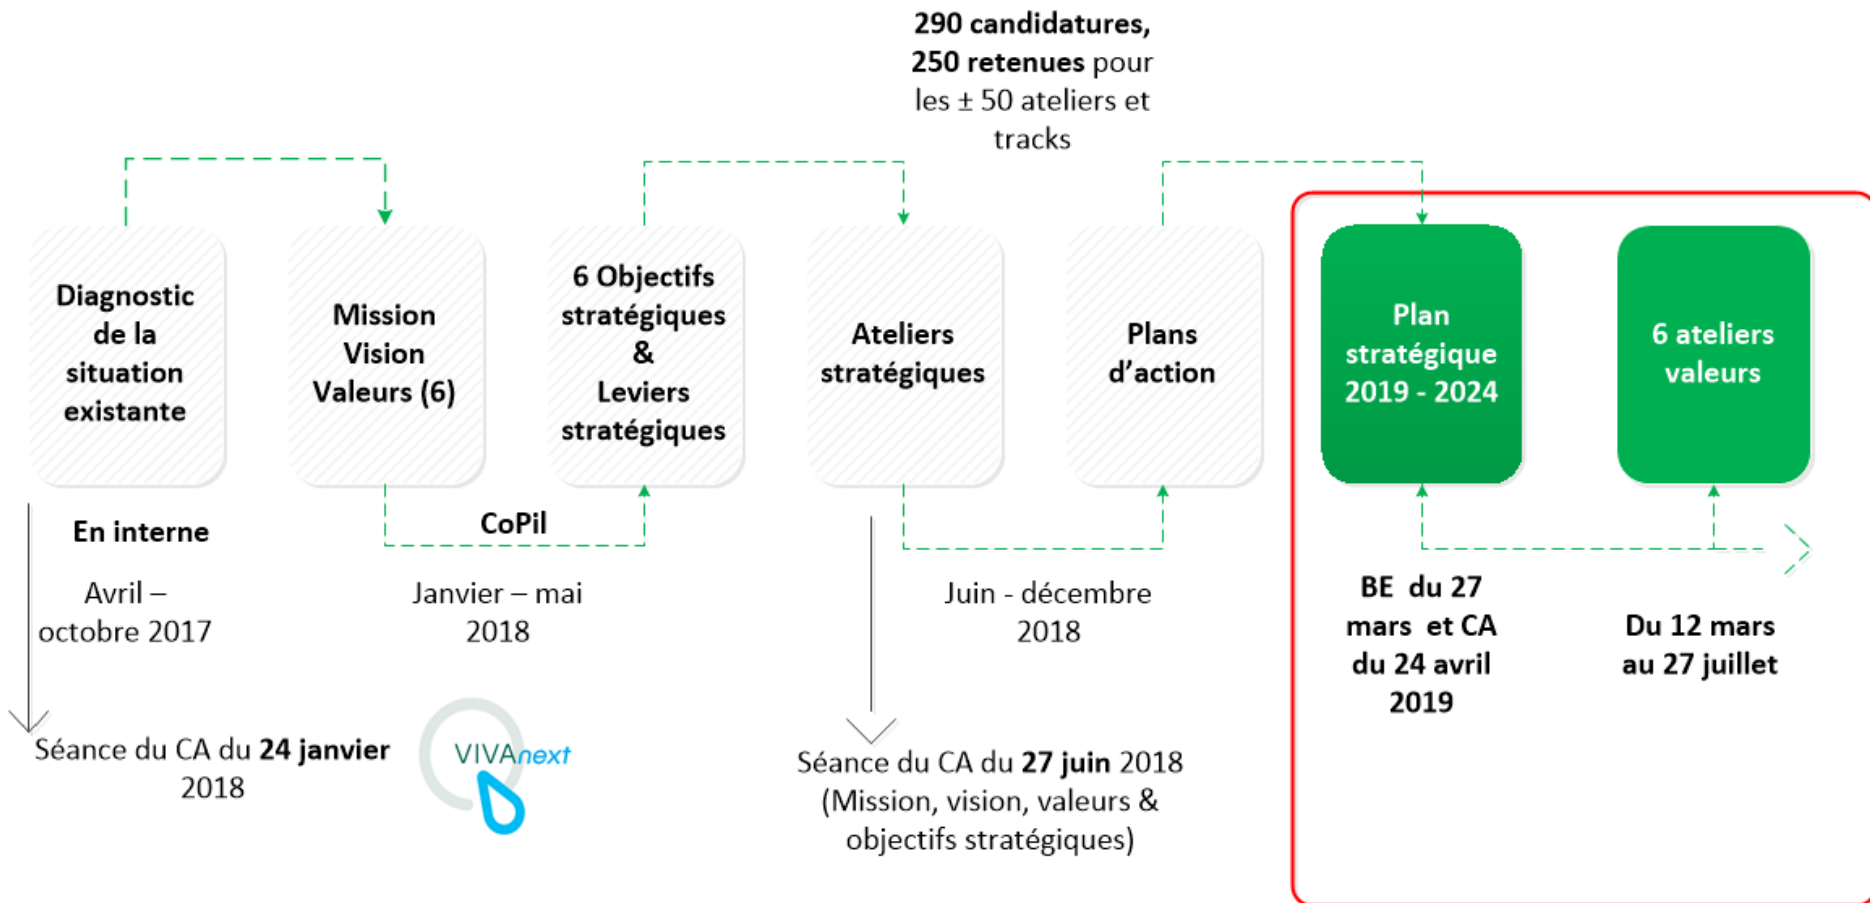 290 candidatures,
250 retenues pour
les ± 50 ateliers et
tracks
Diagnostic
de la
situation
existante
Mission
Vision
Valeurs (6)
6 Objectifs
stratégiques
&
Leviers
stratégiques
Ateliers
stratégiques
Plans
d’action
Plan
stratégique
2019 - 2024
6 ateliers
valeurs
En interne
CoPil
Avril –
octobre 2017
Janvier – mai
2018
Juin - décembre
2018
BE du 27
mars et CA
du 24 avril
2019
Du 12 mars
au 27 juillet
Séance du CA du 24 janvier
2018
VIVAnext
Séance du CA du 27 juin 2018
(Mission, vision, valeurs &
objectifs stratégiques)